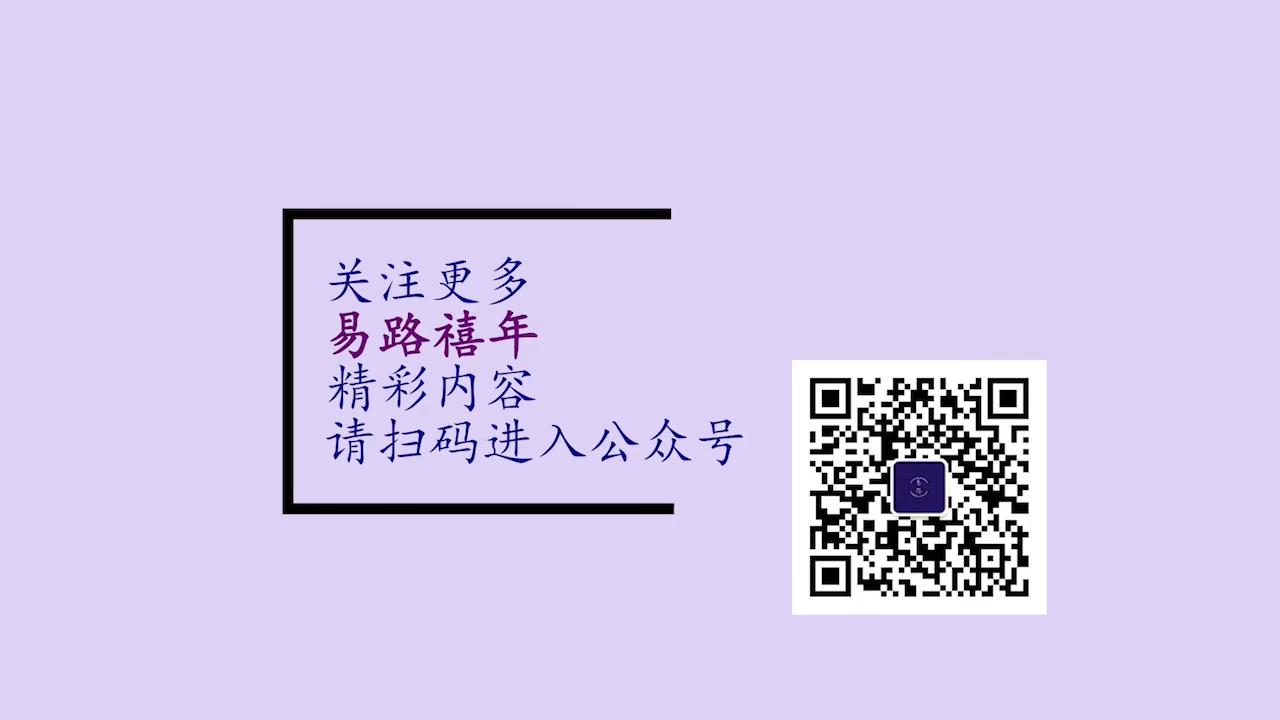 关注更多
易路禧年
精彩内容
请扫码进入公众号